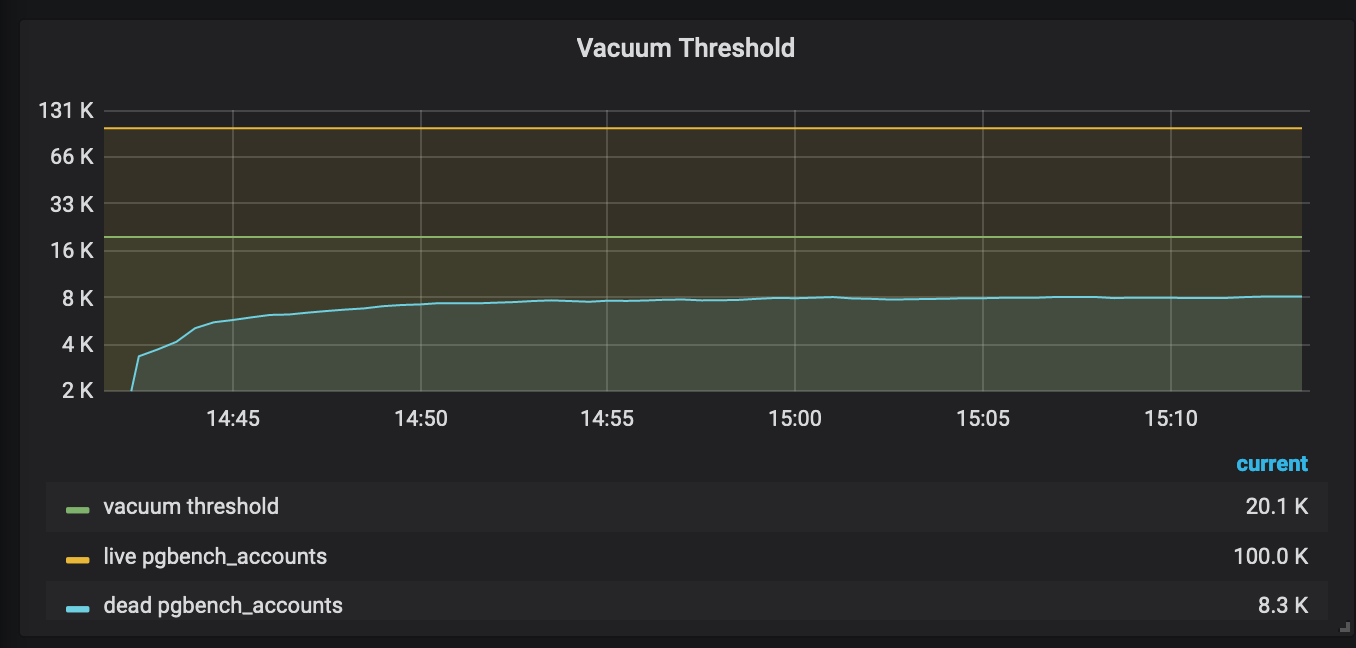 Vacuum Threshold
131 K
66 K
33 K
16 K
8 K
4 K
2 K
14:45 14:50 14:55 15:00 15:05 15:10
current
vacuum threshold 20.1 K
live pgbench_accounts 100.0 K
dead pgbench_accounts 8.3 K